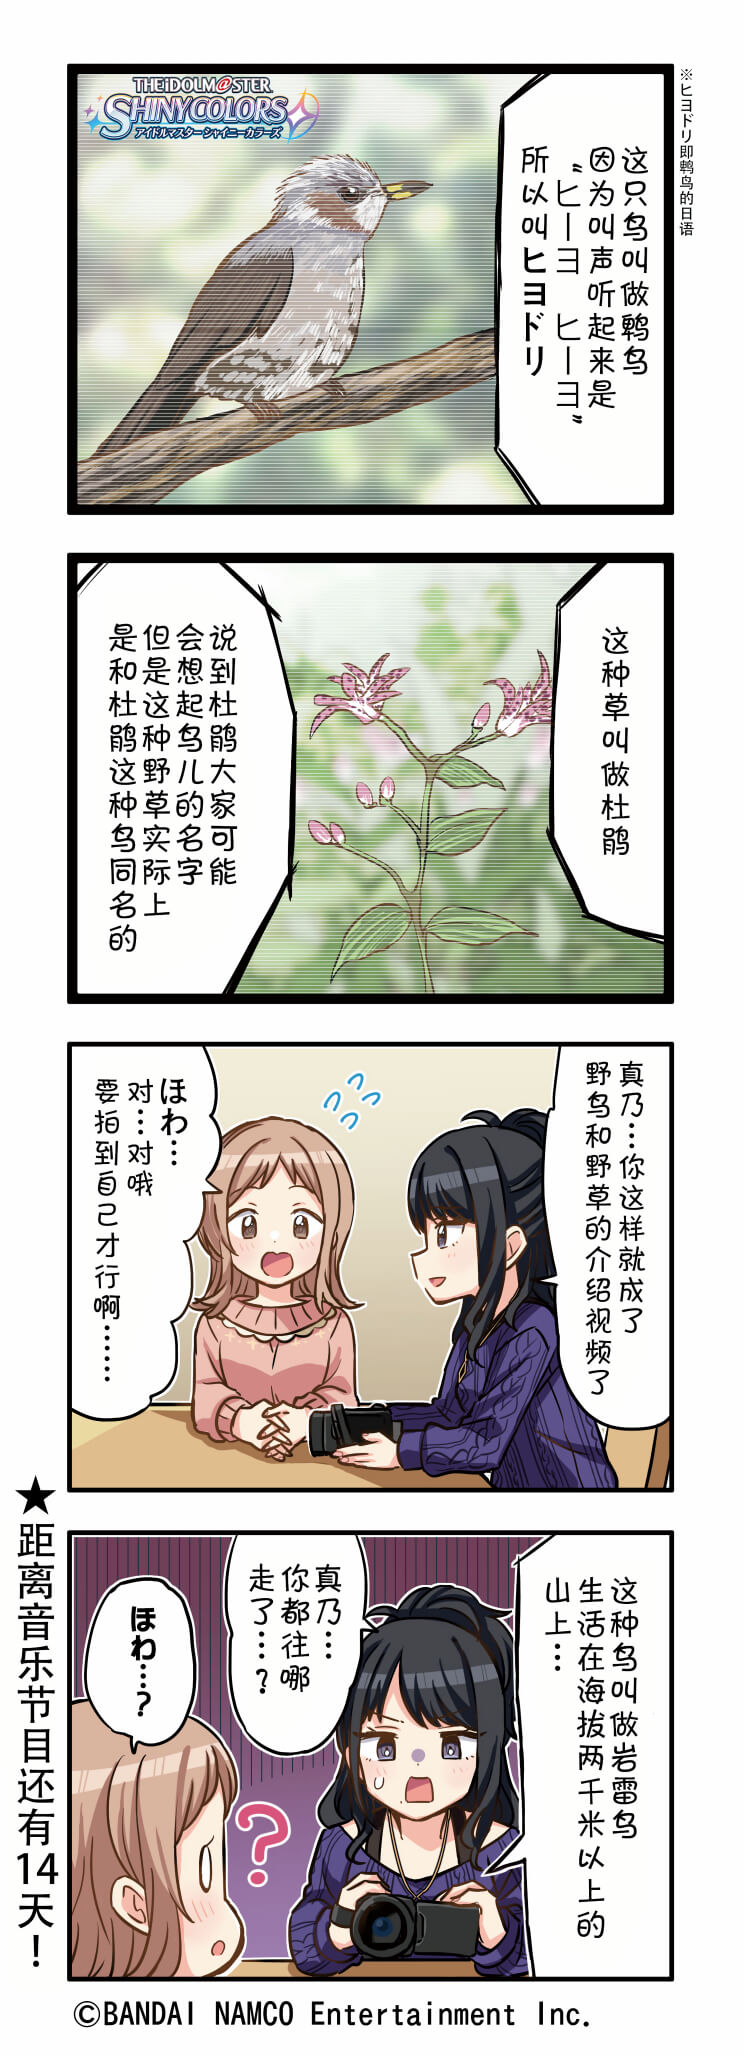 THE iDOLM@STER
SHINYCOLORS
アイドルマスター シャイニーカラーズ
※ヒヨドリ即鹎鸟的日语
这只鸟叫做鹎鸟
因为叫声听起来是
“ヒーヨ ヒーヨ”
所以叫ヒヨドリ
这种草叫做杜鹃
说到杜鹃大家可能
会想起鸟儿的名字
但是这种野草实际上
是和杜鹃这种鸟同名的
真乃…你这样就成了
野鸟和野草的介绍视频了
ほわ…
对…对哦
要拍到自己才行啊……
这种鸟叫做岩雷鸟
生活在海拔两千米以上的
山上…
真乃…
你都往哪
走了…?
ほわ…?
?
★距离音乐节目还有14天!
©BANDAI NAMCO Entertainment Inc.